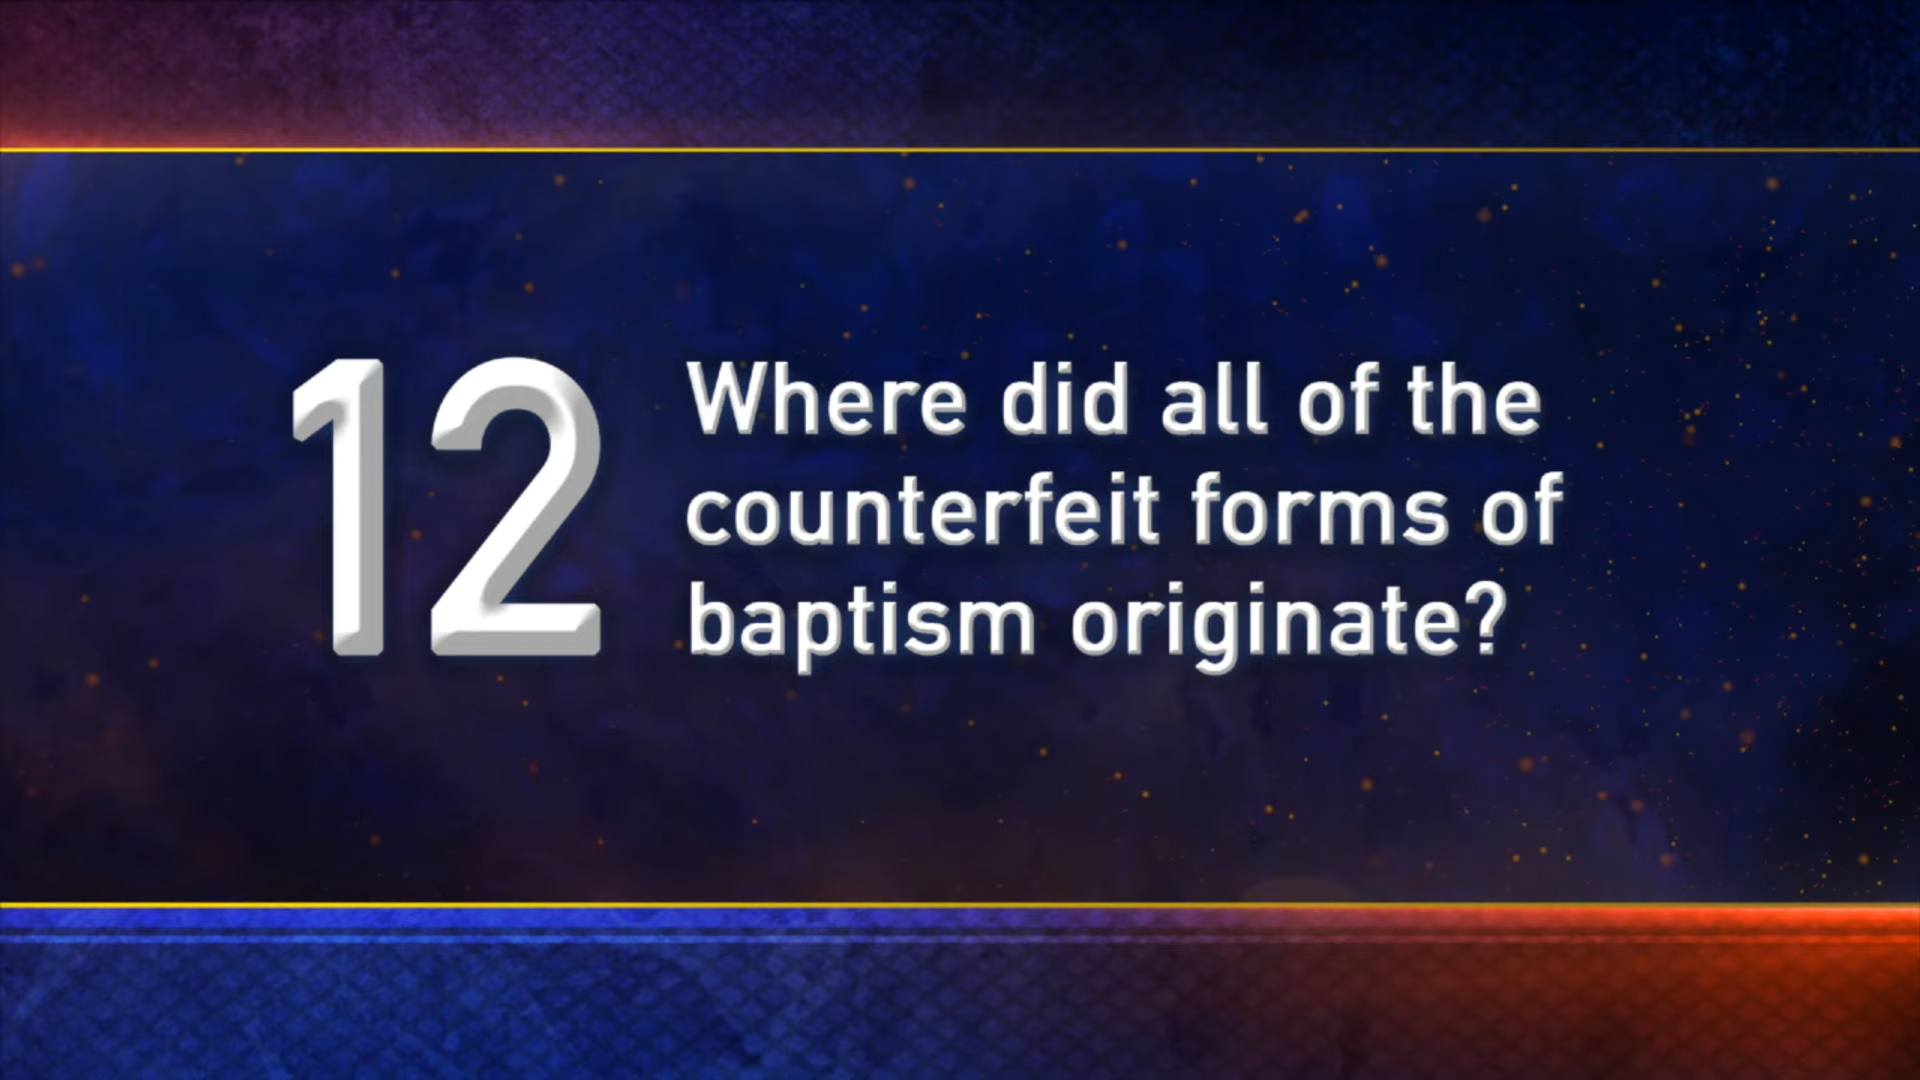 12
Where did all of the
counterfeit forms of
baptism originate?